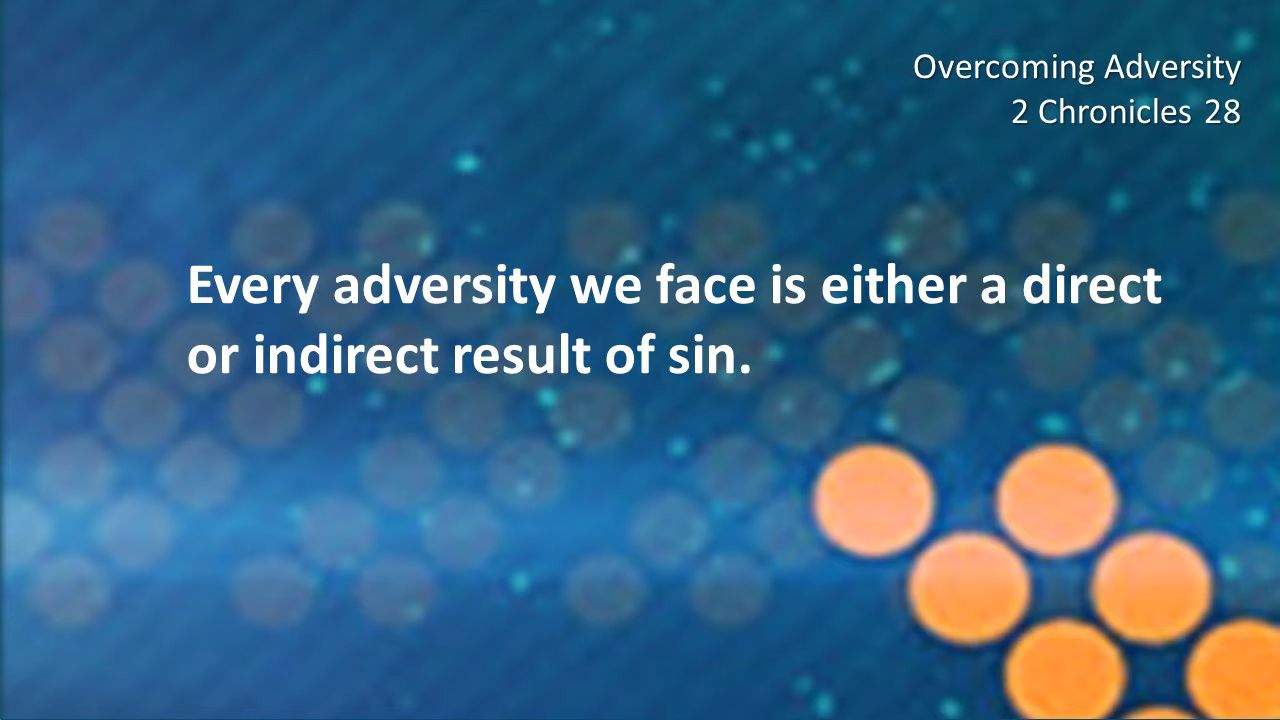 Overcoming Adversity
2 Chronicles 28
Every adversity we face is either a direct
or indirect result of sin.